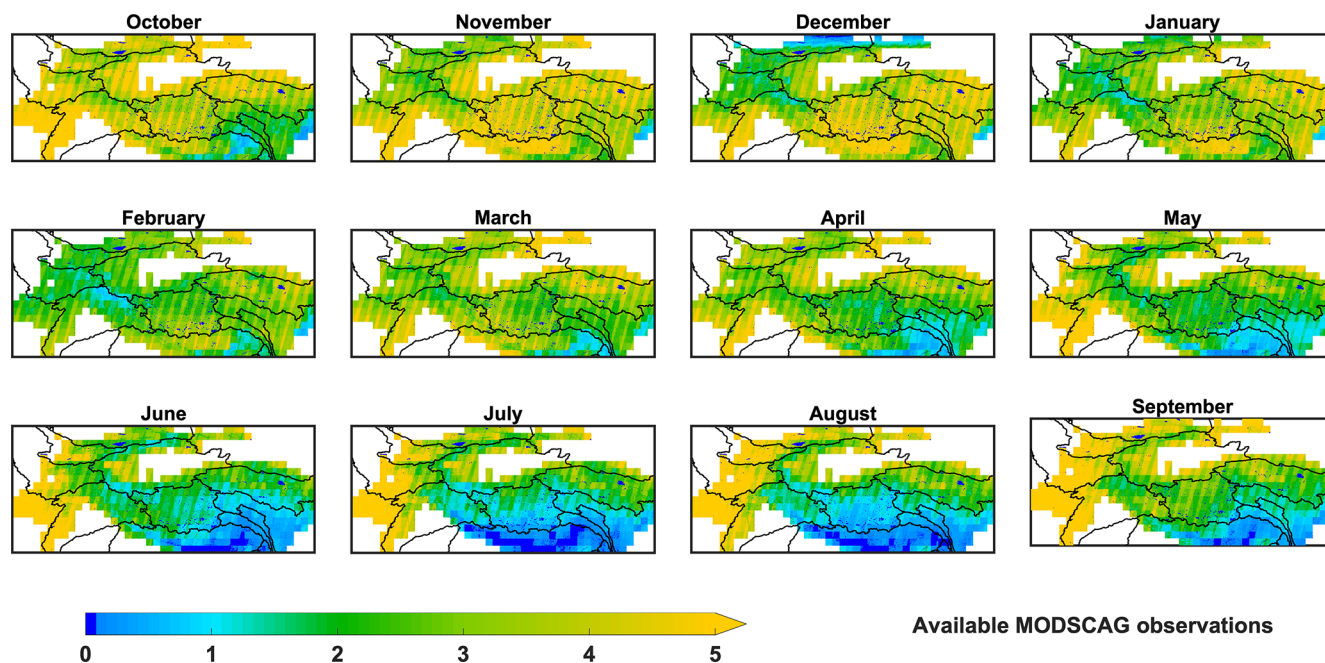 October November December January
February March April May
June July August September
0 1 2 3 4 5
Available MODSCAG observations